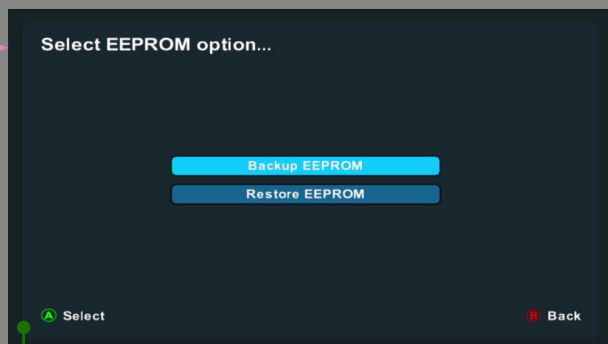 Select EEPROM option...
Backup EEPROM
Restore EEPROM
A Select
B Back